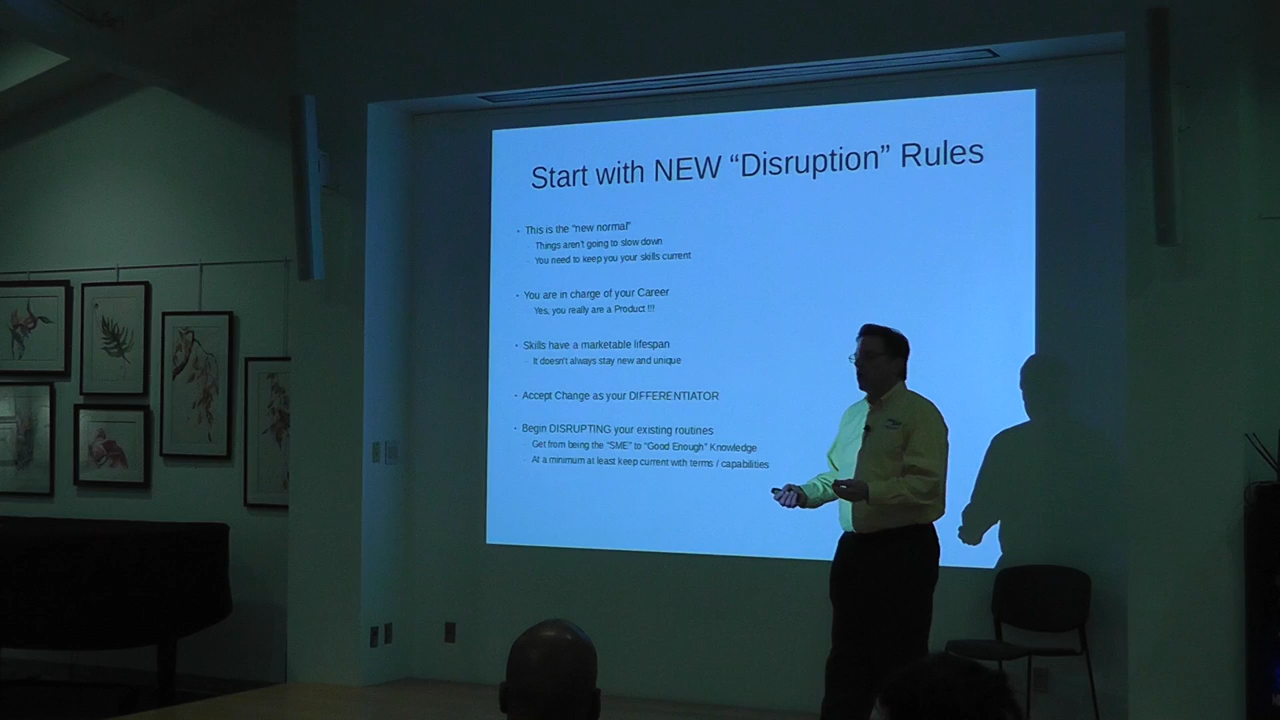 Start with NEW “Disruption” Rules
• This is the “new normal”
– Things aren't going to slow down
– You need to keep you your skills current
• You are in charge of your Career
– Yes, you really are a Product !!!
• Skills have a marketable lifespan
– It doesn't always stay new and unique
• Accept Change as your DIFFERENTIATOR
• Begin DISRUPTING your existing routines
– Get from being the “SME” to “Good Enough” Knowledge
– At a minimum at least keep current with terms / capabilities